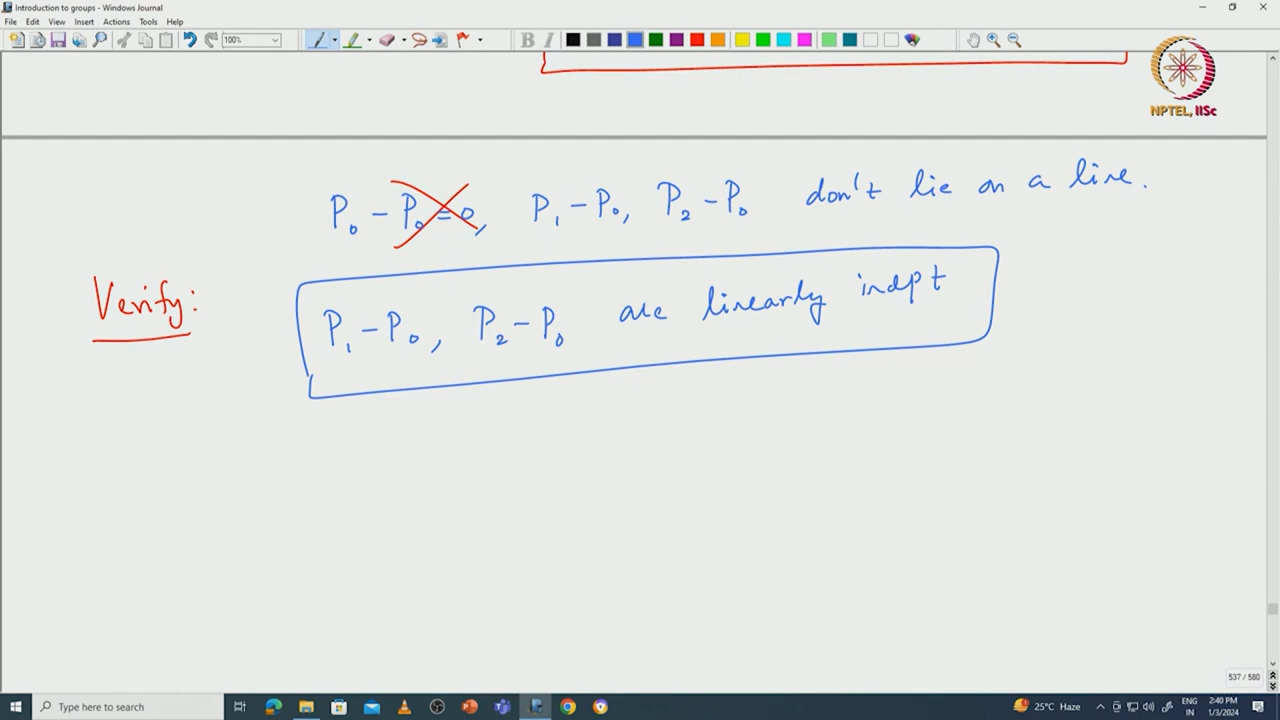 Introduction to groups - Windows Journal
File Edit View Insert Actions Tools Help
100%
NPTEL, IISc
P₀ - P₀ = 0, P₁ - P₀, P₂ - P₀ don't lie on a line.
Verify:
P₁ - P₀, P₂ - P₀ are linearly indpt
537 / 580
Type here to search
25°C Haze
ENG
IN
2:40 PM
1/3/2024